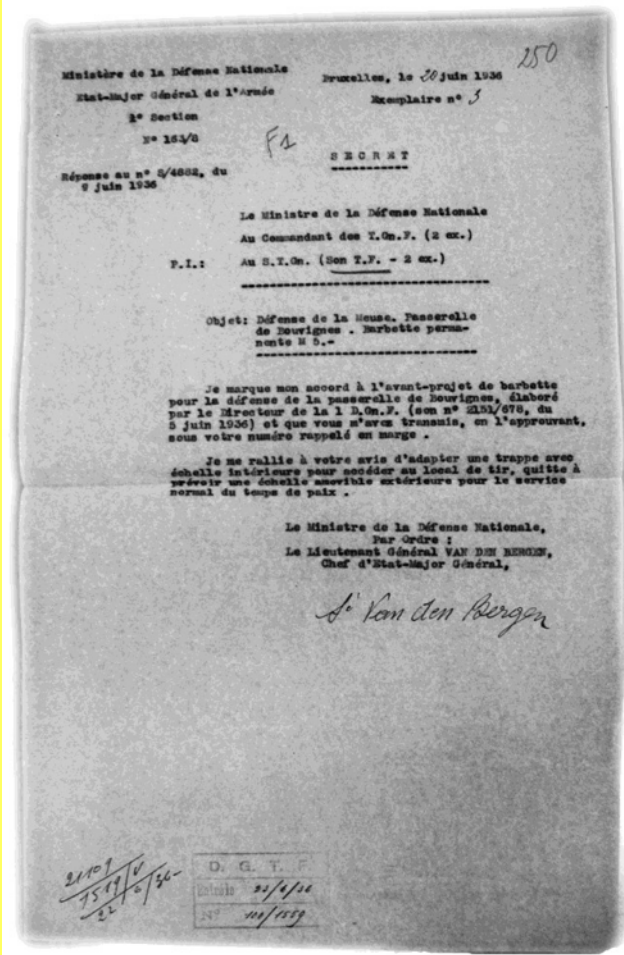 250
Ministère de la Défense Nationale
Bruxelles, le 20 juin 1936
Etat-Major Général de l'Armée
Exemplaire n° 3
1e Section
N° 163/8
F1
SECRET
Réponse au n° S/4882, du
9 juin 1936
Le Ministre de la Défense Nationale
Au Commandant des T.Gn.F. (2 ex.)
P.I.: Au S.T.Gn. (Son T.F. - 2 ex.)
Objet: Défense de la Meuse. Passerelle
de Bouvignes . Barbette perma-
nente M 5.-
Je marque mon accord à l'avant-projet de barbette
pour la défense de la passerelle de Bouvignes, élaboré
par le Directeur de la 1 D.Gn.F. (son n° 2151/678, du
5 juin 1936) et que vous m'avez transmis, en l'approuvant,
sous votre numéro rappelé en marge .
Je me rallie à votre avis d'adapter une trappe avec
échelle intérieure pour accéder au local de tir, quitte à
prévoir une échelle amovible extérieure pour le service
normal du temps de paix .
Le Ministre de la Défense Nationale,
Par Ordre :
Le Lieutenant Général VAN DEN BERGEN,
Chef d'Etat-Major Général,
Sé Van den Bergen
21109
1519
22/6/36
D. G. T. F.
N°